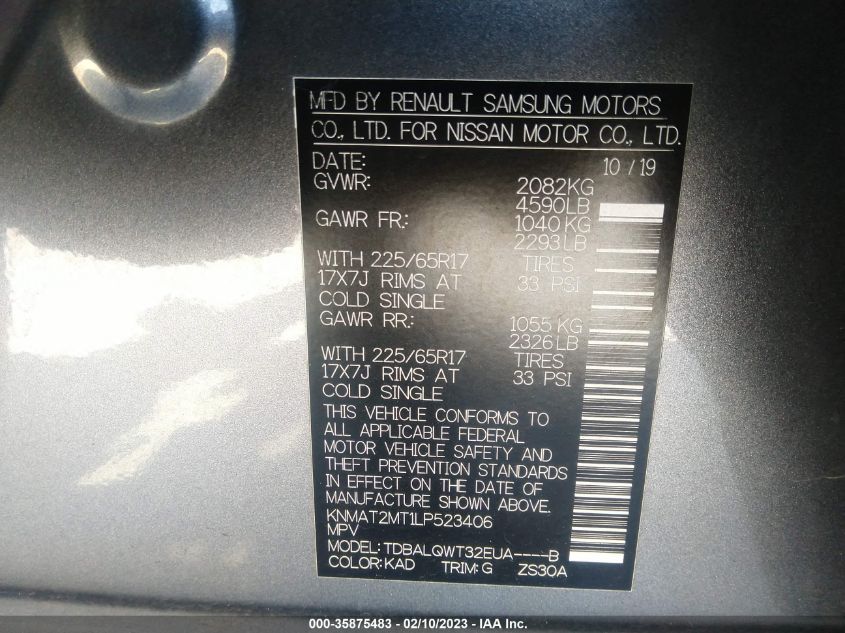 MFD BY RENAULT SAMSUNG MOTORS
CO., LTD. FOR NISSAN MOTOR CO., LTD.
DATE: 10 / 19
GVWR: 2082KG
4590LB
GAWR FR.: 1040KG
2293LB
WITH 225/65R17 TIRES
17X7J RIMS AT 33 PSI
COLD SINGLE
GAWR RR.: 1055 KG
2326LB
WITH 225/65R17 TIRES
17X7J RIMS AT 33 PSI
COLD SINGLE
THIS VEHICLE CONFORMS TO
ALL APPLICABLE FEDERAL
MOTOR VEHICLE SAFETY AND
THEFT PREVENTION STANDARDS
IN EFFECT ON THE DATE OF
MANUFACTURE SHOWN ABOVE.
KNMAT2MT1LP523406
MPV
MODEL: TDBALQWT32EUA----B
COLOR: KAD TRIM: G ZS30A
000-35875483 - 02/10/2023 - IAA Inc.